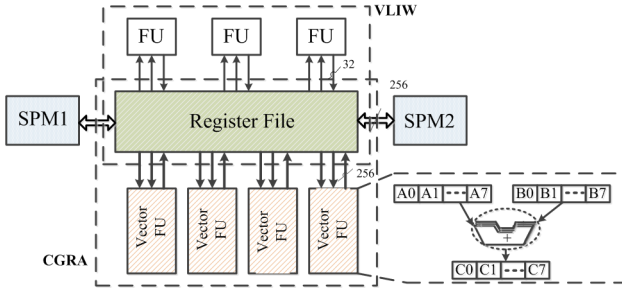 VLIW
FU FU FU
32
256
SPM1 Register File SPM2
256
Vector FU Vector FU Vector FU Vector FU
CGRA
A0 A1 A7 B0 B1 B7
+
C0 C1 C7